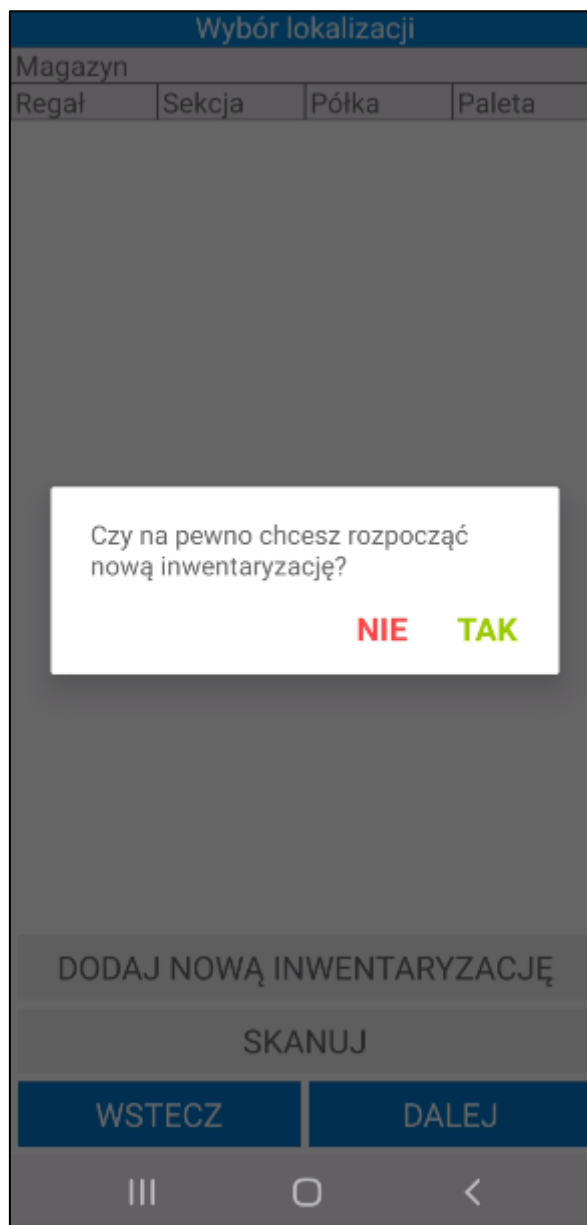 Wybór lokalizacji
Magazyn
Regał Sekcja Półka Paleta
Czy na pewno chcesz rozpocząć
nową inwentaryzację?
NIE TAK
DODAJ NOWĄ INWENTARYZACJĘ
SKANUJ
WSTECZ DALEJ